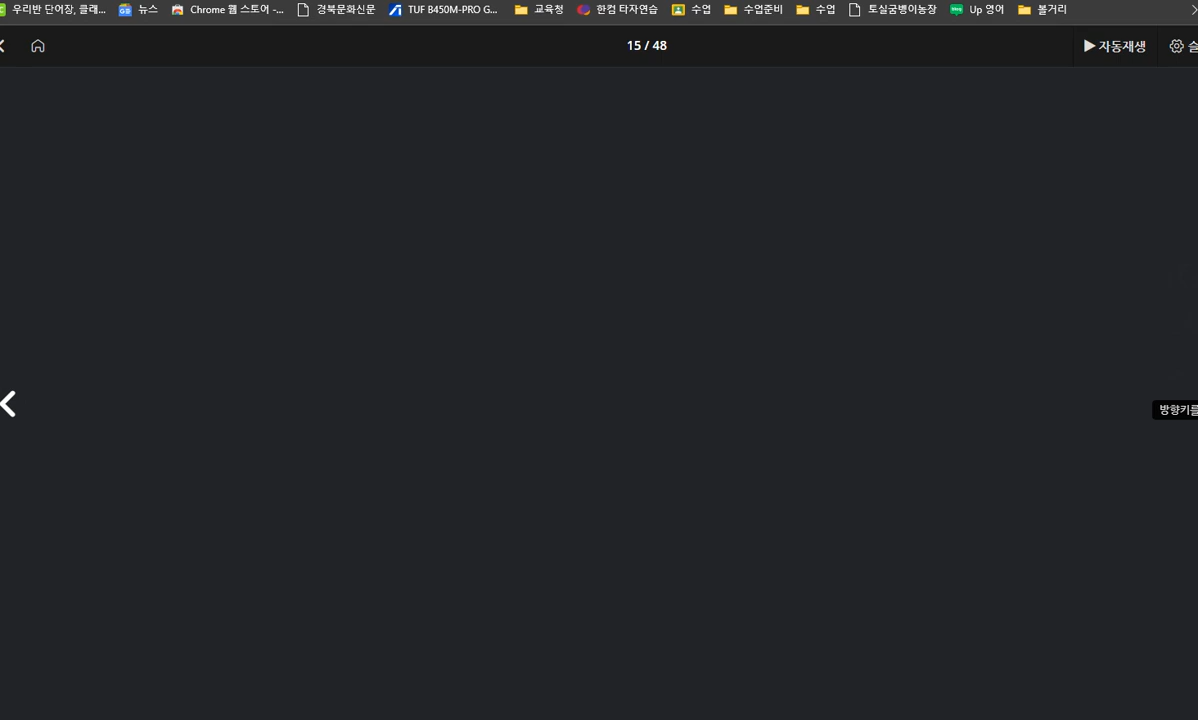 우리반 단어장, 클래... 뉴스 Chrome 웹 스토어 -... 경북문화신문 TUF B450M-PRO G... 교육청 한컴 타자연습 수업 수업준비 수업 토실굼벵이농장 Up 영어 볼거리
15 / 48 자동재생 슬
방향키를